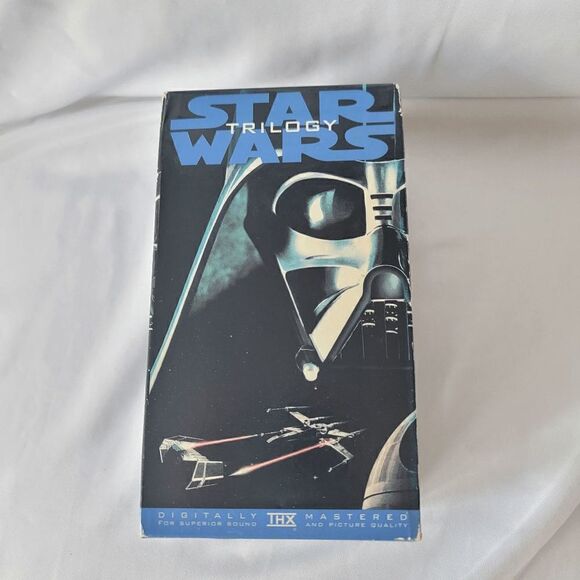 STAR
TRILOGY
WARS
DIGITALLY THX MASTERED
FOR SUPERIOR SOUND AND PICTURE QUALITY